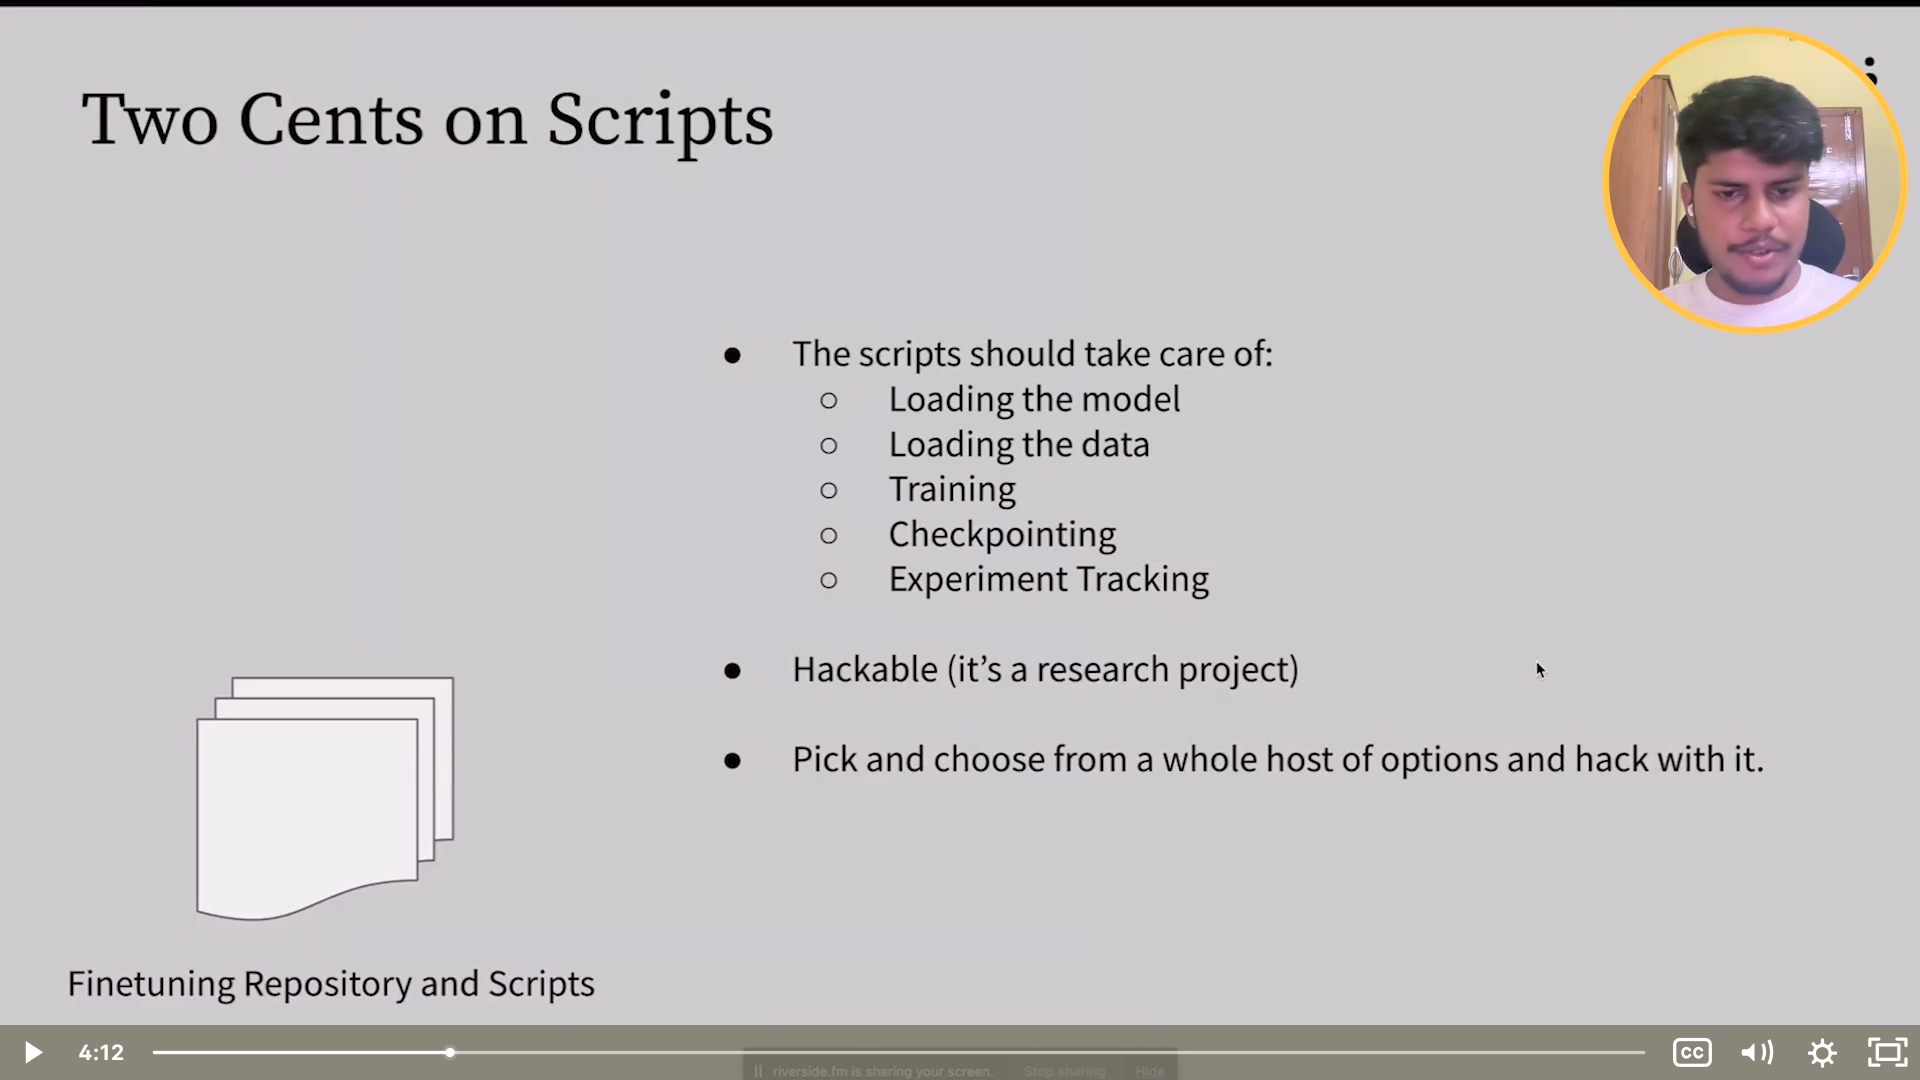 Two Cents on Scripts
● The scripts should take care of:
○ Loading the model
○ Loading the data
○ Training
○ Checkpointing
○ Experiment Tracking
● Hackable (it’s a research project)
● Pick and choose from a whole host of options and hack with it.
Finetuning Repository and Scripts
4:12
CC
riverside.fm is sharing your screen. Stop sharing Hide